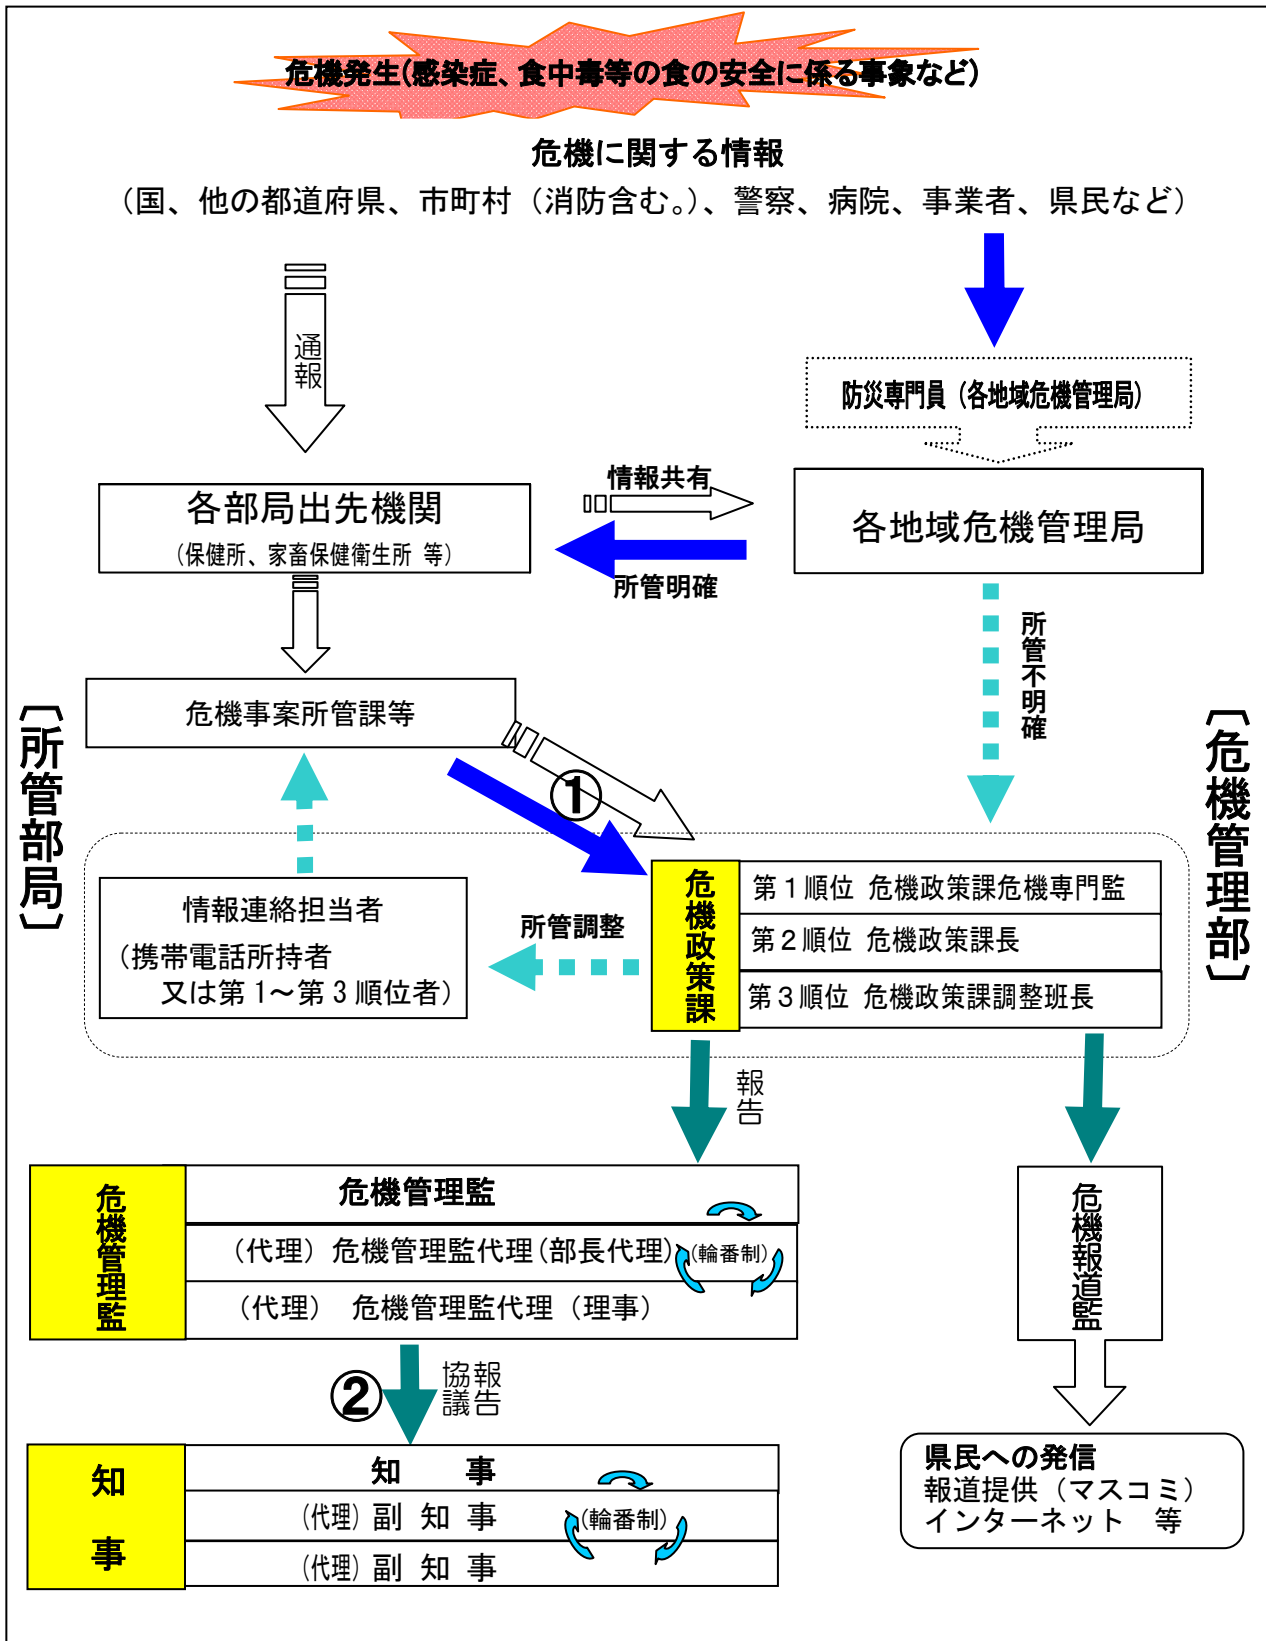 危機発生(感染症、食中毒等の食の安全に係る事象など)
危機に関する情報
（国、他の都道府県、市町村（消防含む。）、警察、病院、事業者、県民など）
通報
防災専門員（各地域危機管理局）
情報共有
各部局出先機関
（保健所、家畜保健衛生所 等）
各地域危機管理局
所管明確
所管不明確
危機事案所管課等
〔所管部局〕
〔危機管理部〕
①
情報連絡担当者
（携帯電話所持者
又は第１～第３順位者）
所管調整
危機政策課
第１順位 危機政策課危機専門監
第２順位 危機政策課長
第３順位 危機政策課調整班長
報告
危機管理監
危機管理監
（代理）危機管理監代理(部長代理)
(輪番制)
（代理） 危機管理監代理（理事）
危機報道監
②
報告
協議
知事
知 事
(代理) 副 知 事
(輪番制)
(代理) 副 知 事
県民への発信
報道提供（マスコミ）
インターネット 等